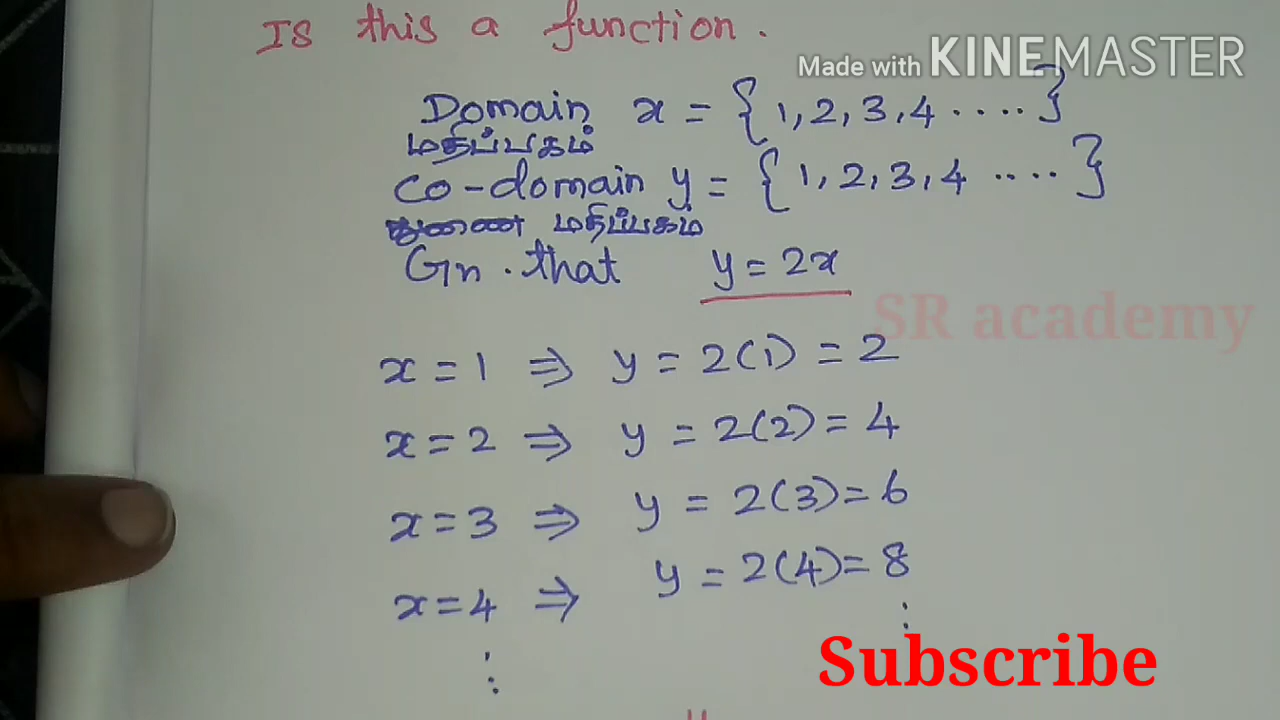 Is this a function.
Made with KINEMASTER
Domain x = {1, 2, 3, 4 ....}
மதிப்பகம்
Co-domain y = {1, 2, 3, 4 ....}
துணை மதிப்பகம்
Gn. that y = 2x
SR academy
x = 1 ⇒ y = 2(1) = 2
x = 2 ⇒ y = 2(2) = 4
x = 3 ⇒ y = 2(3) = 6
x = 4 ⇒ y = 2(4) = 8
⋮ ⋮
Subscribe